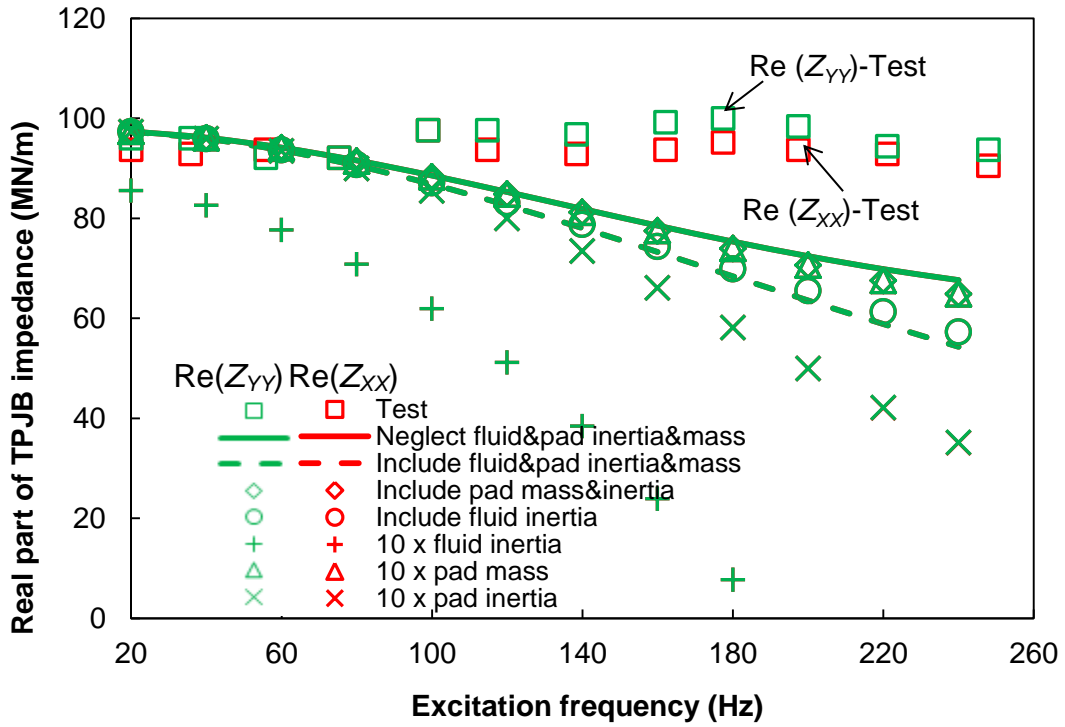 120
100
80
60
40
20
0
Real part of TPJB impedance (MN/m)
Re (ZYY)-Test
Re (ZXX)-Test
Re(ZYY) Re(ZXX)
Test
Neglect fluid&pad inertia&mass
Include fluid&pad inertia&mass
Include pad mass&inertia
Include fluid inertia
10 x fluid inertia
10 x pad mass
10 x pad inertia
20 60 100 140 180 220 260
Excitation frequency (Hz)